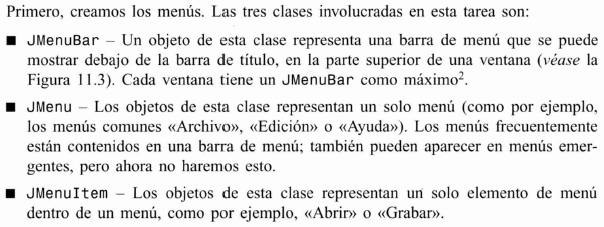 Primero, creamos los menús. Las tres clases involucradas en esta tarea son:
■ JMenuBar – Un objeto de esta clase representa una barra de menú que se puede
mostrar debajo de la barra de título, en la parte superior de una ventana (véase la
Figura 11.3). Cada ventana tiene un JMenuBar como máximo².
■ JMenu – Los objetos de esta clase representan un solo menú (como por ejemplo,
los menús comunes «Archivo», «Edición» o «Ayuda»). Los menús frecuentemente
están contenidos en una barra de menú; también pueden aparecer en menús emer-
gentes, pero ahora no haremos esto.
■ JMenuItem – Los objetos de esta clase representan un solo elemento de menú
dentro de un menú, como por ejemplo, «Abrir» o «Grabar».